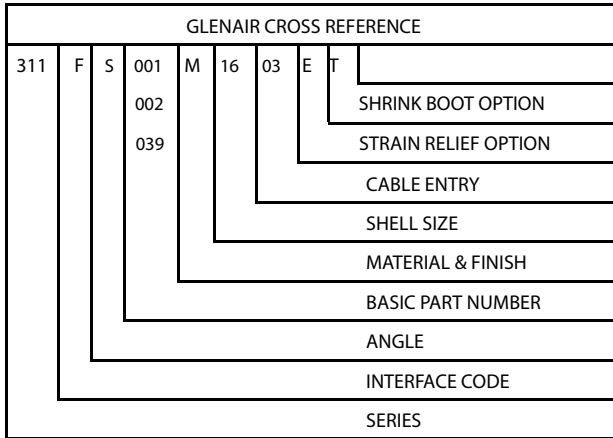 GLENAIR CROSS REFERENCE
311 F S 001 M 16 03 E T
002 SHRINK BOOT OPTION
039 STRAIN RELIEF OPTION
CABLE ENTRY
SHELL SIZE
MATERIAL & FINISH
BASIC PART NUMBER
ANGLE
INTERFACE CODE
SERIES